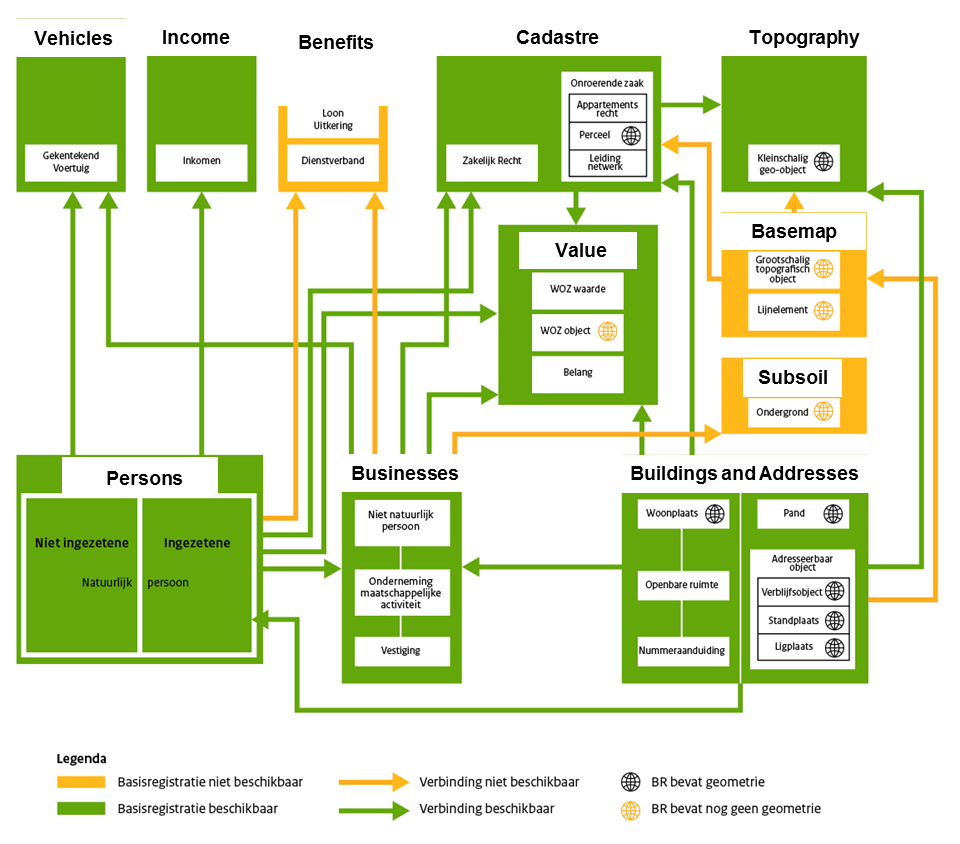 Vehicles
Income
Benefits
Cadastre
Topography
Gekentekend
Voertuig
Inkomen
Loon
Uitkering
Dienstverband
Zakelijk Recht
Onroerende zaak
Appartements
recht
Perceel
Leiding
netwerk
Kleinschalig
geo-object
Value
WOZ waarde
WOZ object
Belang
Basemap
Grootschalig
topografisch
object
Lijnelement
Subsoil
Ondergrond
Persons
Niet ingezetene
Ingezetene
Natuurlijk
persoon
Businesses
Niet natuurlijk
persoon
Onderneming
maatschappelijke
activiteit
Vestiging
Buildings and Addresses
Woonplaats
Openbare ruimte
Nummeraanduiding
Pand
Adresseerbaar
object
Verblijfsobject
Standplaats
Ligplaats
Legenda
Basisregistratie niet beschikbaar
Basisregistratie beschikbaar
Verbinding niet beschikbaar
Verbinding beschikbaar
BR bevat geometrie
BR bevat nog geen geometrie